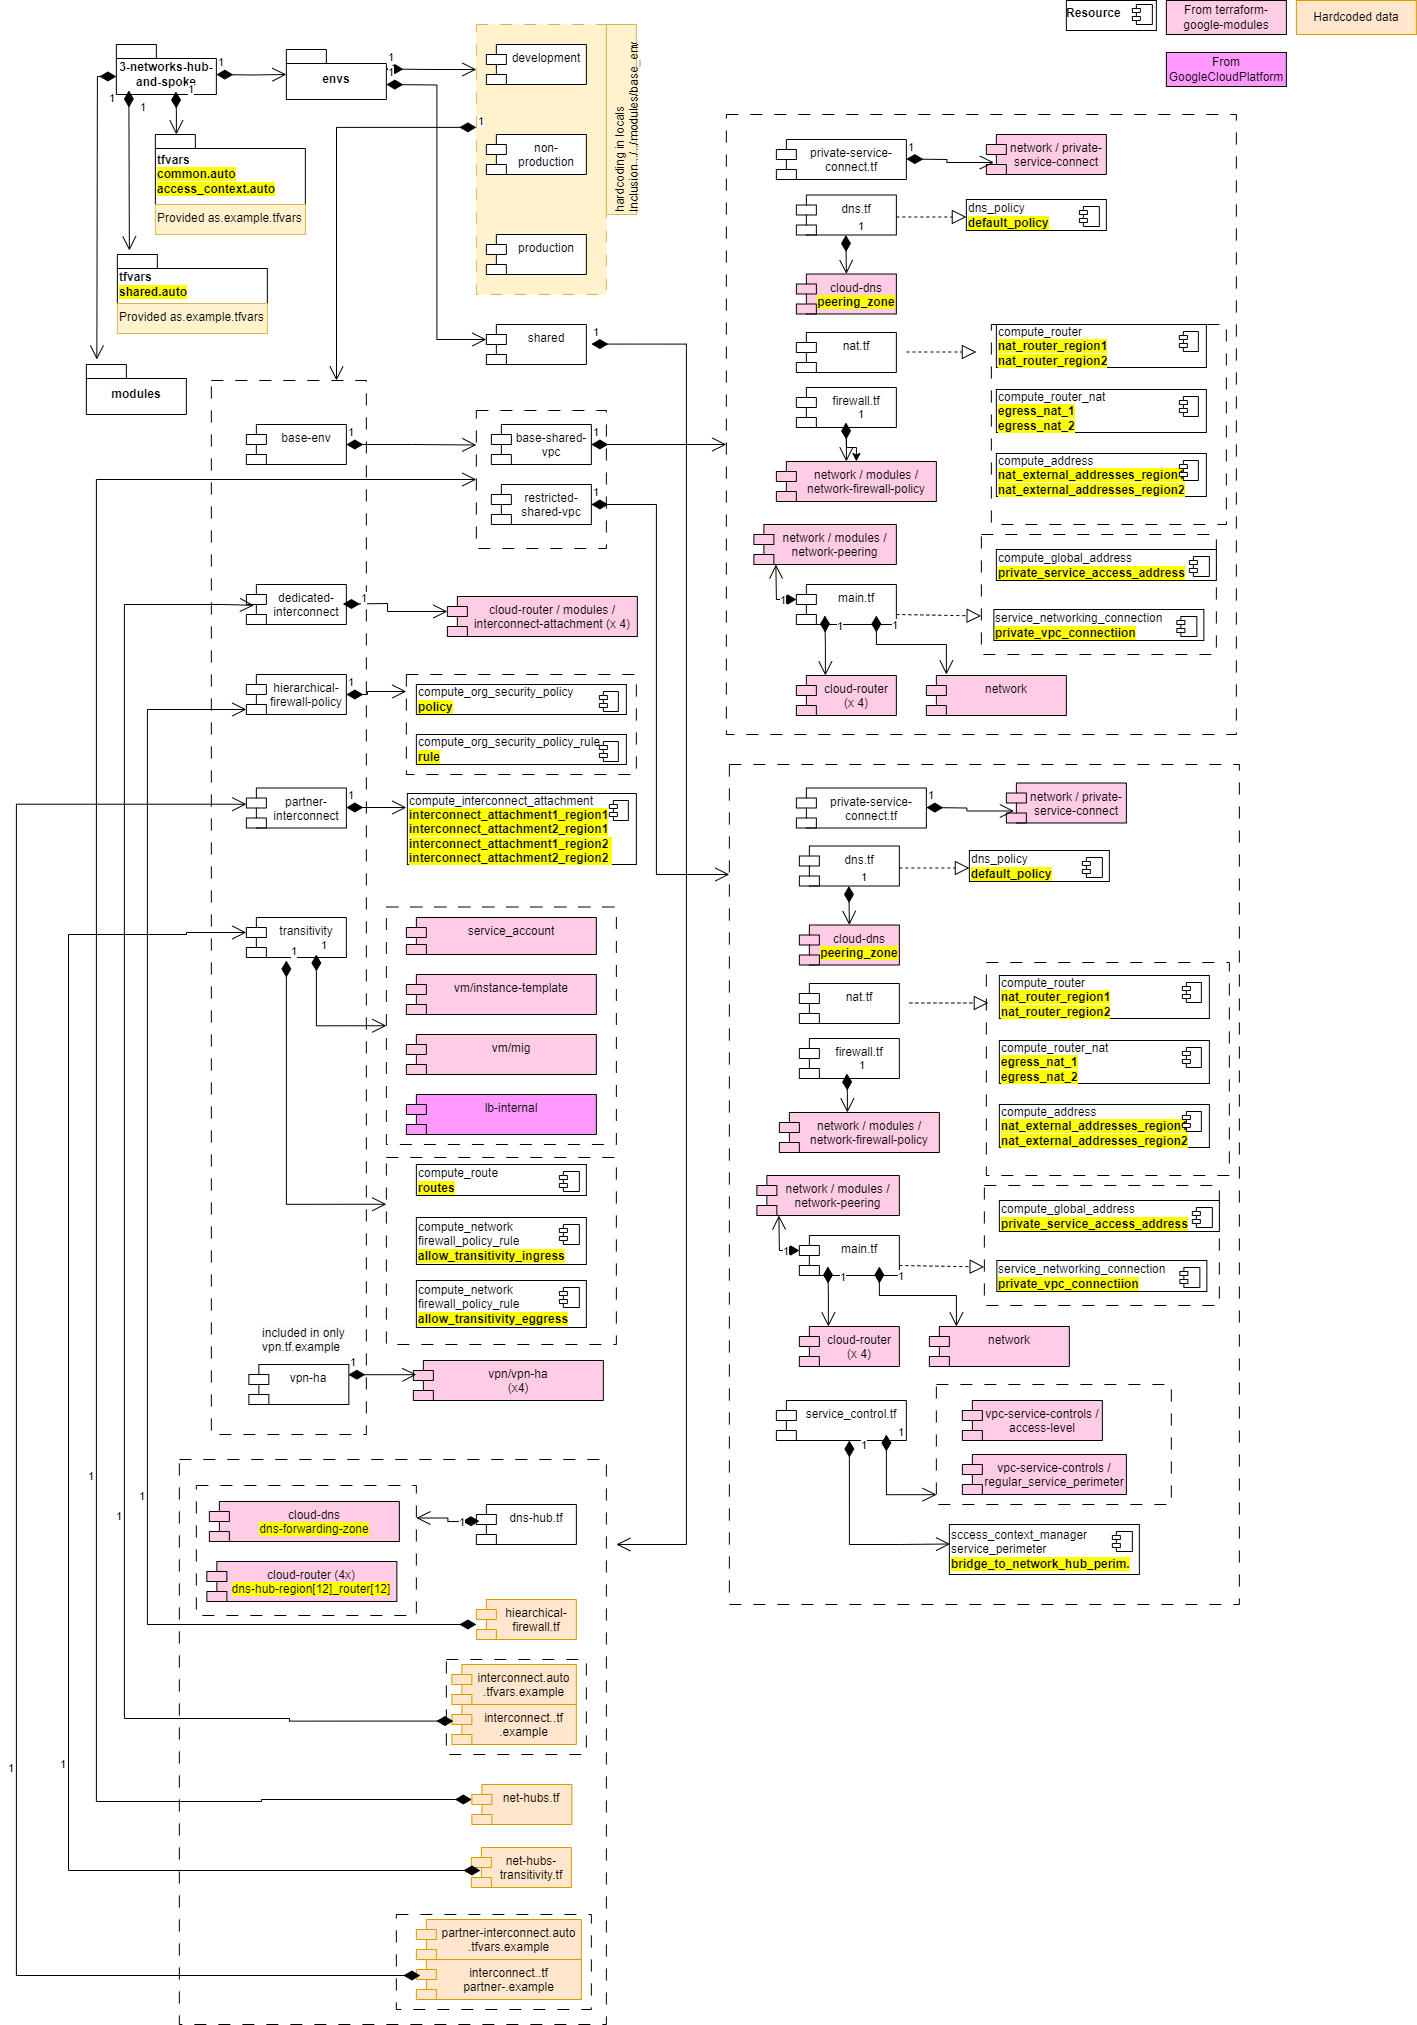 Resource
From terraform-
google-modules
Hardcoded data
From
GoogleCloudPlatform
3-networks-hub-
and-spoke
1
1
1
1
envs
1
1
development
non-
production
production
1
hardcoding in locals
Inclusion ../../modules/base_env
tfvars
common.auto
access_context.auto
Provided as.example.tfvars
tfvars
shared.auto
Provided as.example.tfvars
modules
shared
1
base-env
1
base-shared-
vpc
1
restricted-
shared-vpc
1
dedicated-
interconnect
1
cloud-router / modules /
interconnect-attachment (x 4)
hierarchical-
firewall-policy
1
compute_org_security_policy
policy
compute_org_security_policy_rule
rule
partner-
interconnect
1
compute_interconnect_attachment
interconnect_attachment1_region1
interconnect_attachment2_region1
interconnect_attachment1_region2
interconnect_attachment2_region2
transitivity
1
1
service_account
vm/instance-template
vm/mig
lb-internal
compute_route
routes
compute_network
firewall_policy_rule
allow_transitivity_ingress
compute_network
firewall_policy_rule
allow_transitivity_eggress
included in only
vpn.tf.example
vpn-ha
1
vpn/vpn-ha
(x4)
private-service-
connect.tf
1
network / private-
service-connect
dns.tf
1
dns_policy
default_policy
cloud-dns
peering_zone
nat.tf
compute_router
nat_router_region1
nat_router_region2
firewall.tf
1
compute_router_nat
egress_nat_1
egress_nat_2
network / modules /
network-firewall-policy
compute_address
nat_external_addresses_region
nat_external_addresses_region2
network / modules /
network-peering
compute_global_address
private_service_access_address
1
main.tf
1
1
service_networking_connection
private_vpc_connectiion
cloud-router
(x 4)
network
private-service-
connect.tf
1
network / private-
service-connect
dns.tf
1
dns_policy
default_policy
cloud-dns
peering_zone
nat.tf
compute_router
nat_router_region1
nat_router_region2
firewall.tf
1
compute_router_nat
egress_nat_1
egress_nat_2
network / modules /
network-firewall-policy
compute_address
nat_external_addresses_region
nat_external_addresses_region2
network / modules /
network-peering
compute_global_address
private_service_access_address
1
main.tf
1
1
service_networking_connection
private_vpc_connectiion
cloud-router
(x 4)
network
service_control.tf
1
1
vpc-service-controls /
access-level
vpc-service-controls /
regular_service_perimeter
sccess_context_manager
service_perimeter
bridge_to_network_hub_perim.
1
1
1
1
1
cloud-dns
dns-forwarding-zone
1
dns-hub.tf
cloud-router (4x)
dns-hub-region[12]_router[12]
hiearchical-
firewall.tf
interconnect.auto
.tfvars.example
interconnect..tf
.example
net-hubs.tf
net-hubs-
transitivity.tf
partner-interconnect.auto
.tfvars.example
interconnect..tf
partner-.example